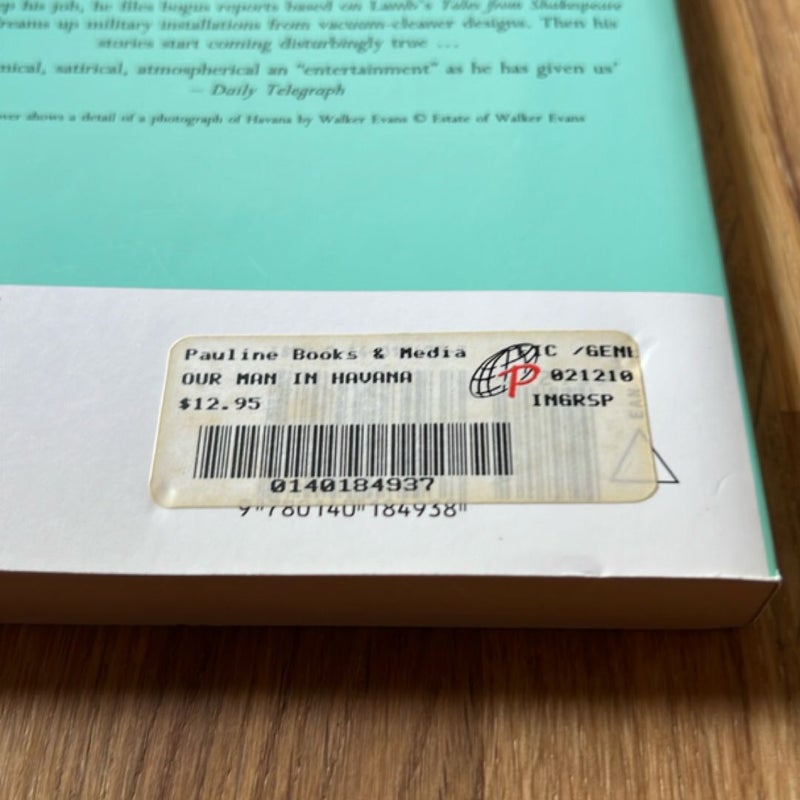 his job, he files bogus reports based on Lamb's Tales from Shakespeare
dreams up military installations from vacuum-cleaner designs. Then his
stories start coming disturbingly true ...
satirical, atmospherical an "entertainment" as he has given us'
– Daily Telegraph
shows a detail of a photograph of Havana by Walker Evans © Estate of Walker Evans
Pauline Books & Media
IC /GENE
OUR MAN IN HAVANA
P 021210
$12.95
INGRSP
EAN
0140184937
9"780140"184938"